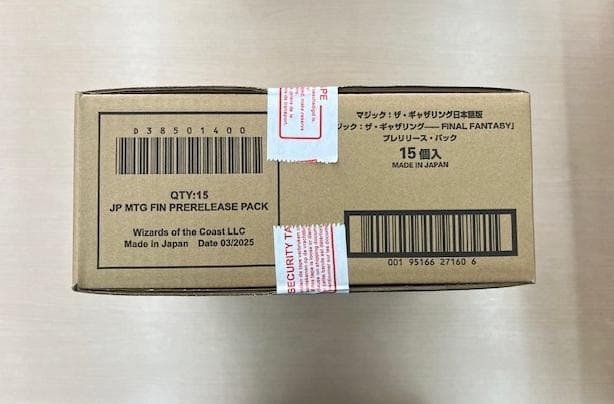 D38501400
QTY:15
JP MTG FIN PRERELEASE PACK
Wizards of the Coast LLC
Made in Japan Date 03/2025
マジック：ザ・ギャザリング日本語版
ジック：ザ・ギャザリング—— FINAL FANTASY』
プレリリース・パック
15個入
MADE IN JAPAN
001 95166 27160 6
SECURITY TA